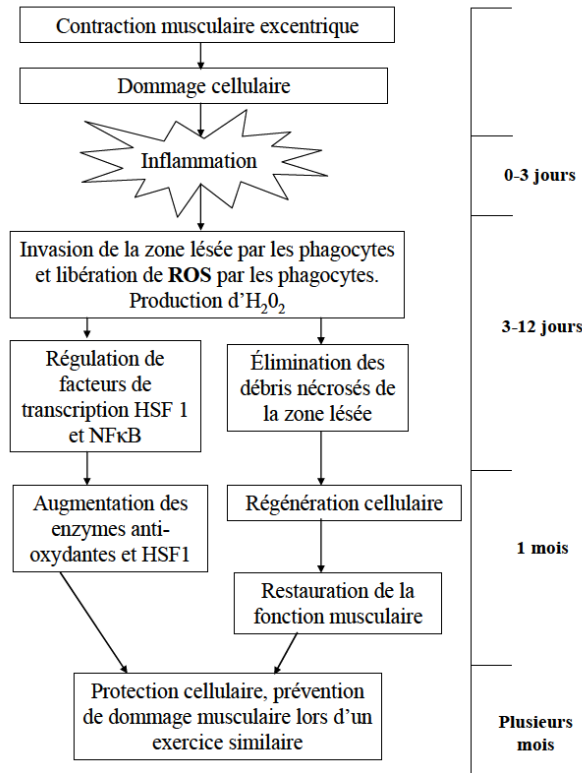 Contraction musculaire excentrique
Dommage cellulaire
Inflammation
0-3 jours
Invasion de la zone lésée par les phagocytes
et libération de ROS par les phagocytes.
Production d’H₂0₂
3-12 jours
Régulation de
facteurs de
transcription HSF 1
et NFκB
Élimination des
débris nécrosés de
la zone lésée
Augmentation des
enzymes anti-
oxydantes et HSF1
Régénération cellulaire
1 mois
Restauration de la
fonction musculaire
Protection cellulaire, prévention
de dommage musculaire lors d’un
exercice similaire
Plusieurs
mois